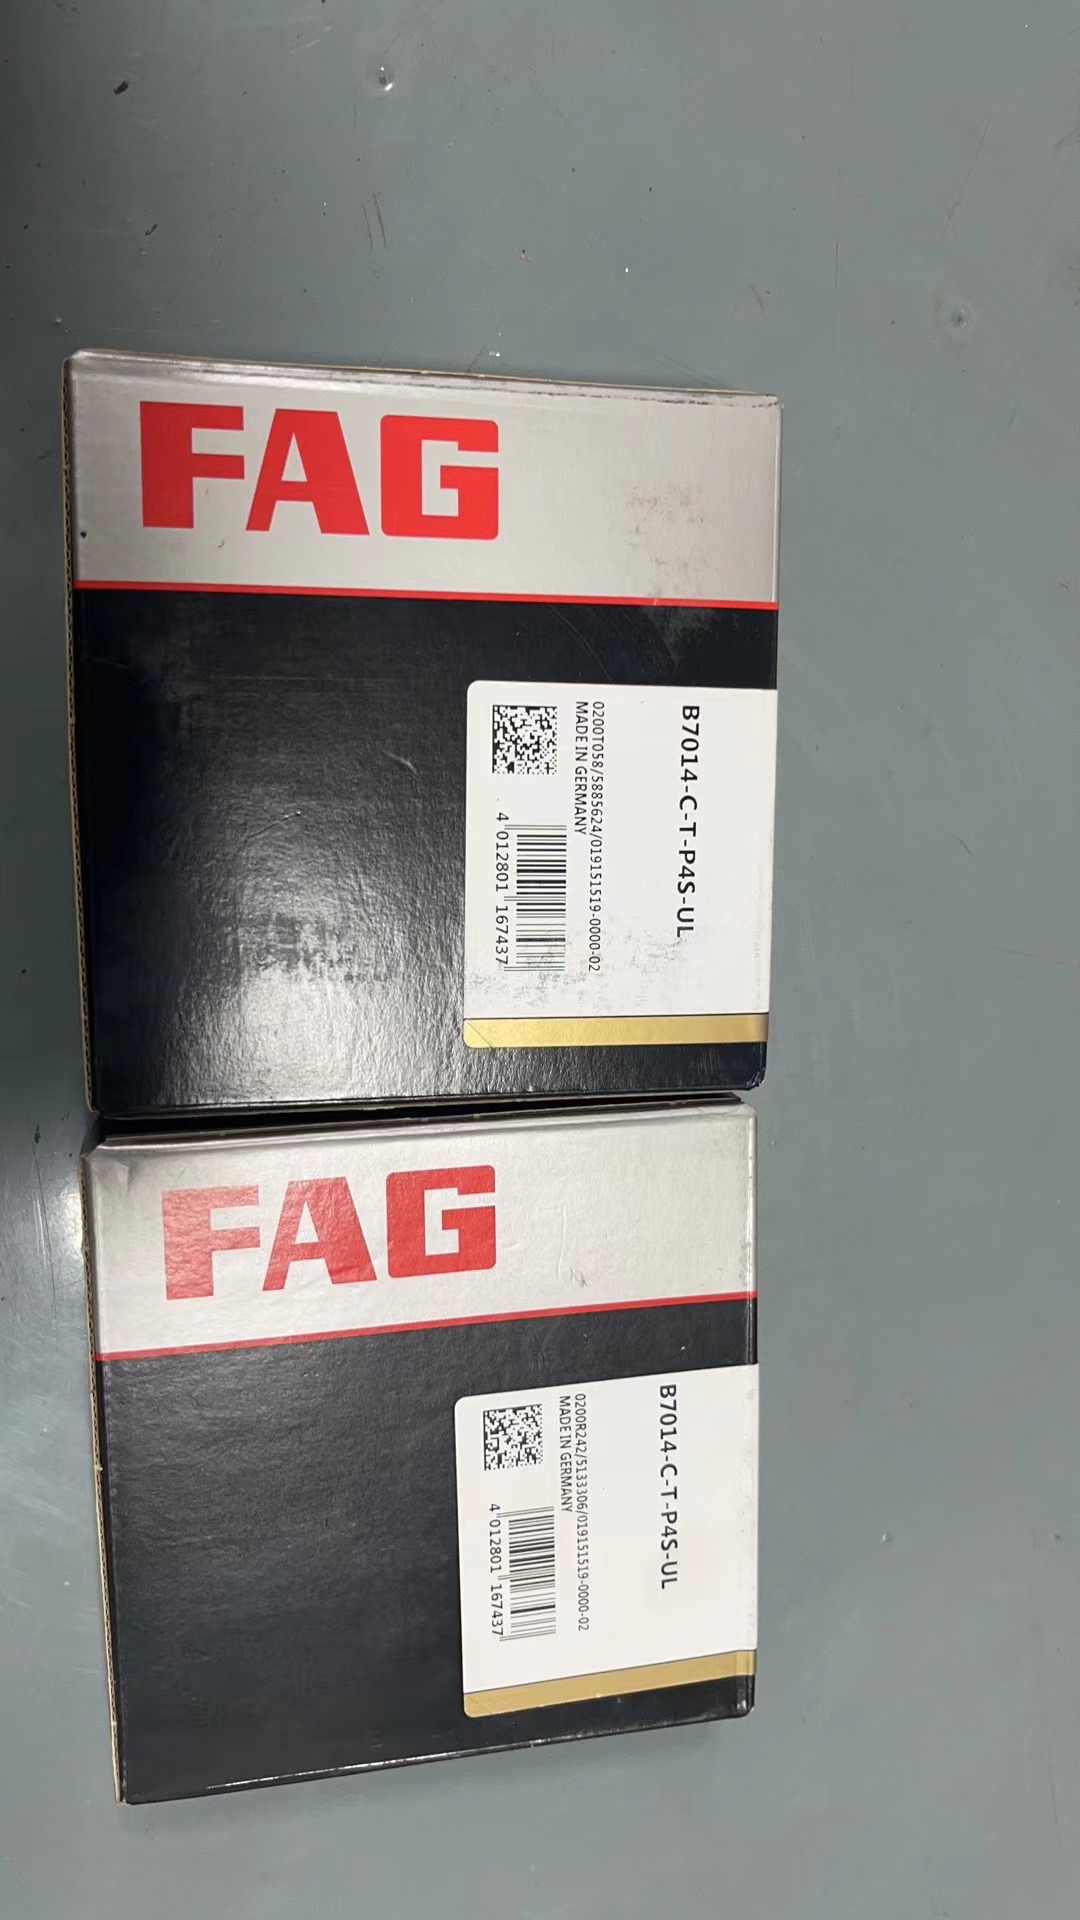 FAG
B7014-C-T-P4S-UL
0200T058/5885624/019151519-0000-02
MADE IN GERMANY
4 012801 167437
FAG
B7014-C-T-P4S-UL
0200R242/5133306/019151519-0000-02
MADE IN GERMANY
4 012801 167437